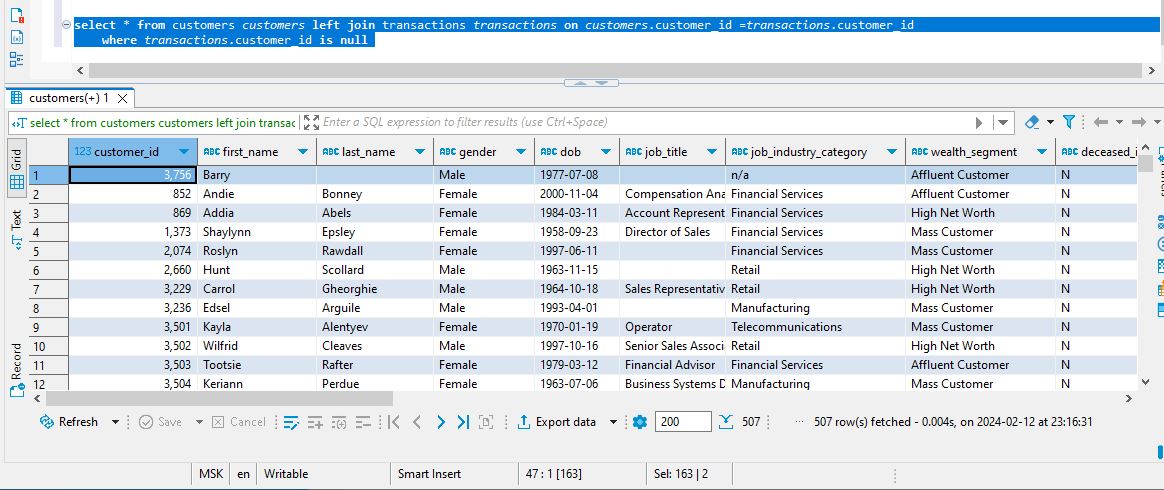 select * from customers customers left join transactions transactions on customers.customer_id =transactions.customer_id
where transactions.customer_id is null
customers(+) 1
select * from customers customers left join transac
Enter a SQL expression to filter results (use Ctrl+Space)
Grid
Text
Record
123 customer_id ABC first_name ABC last_name ABC gender ABC dob ABC job_title ABC job_industry_category ABC wealth_segment ABC deceased_i
1 3,756 Barry Male 1977-07-08 n/a Affluent Customer N
2 852 Andie Bonney Female 2000-11-04 Compensation Ana Financial Services Affluent Customer N
3 869 Addia Abels Female 1984-03-11 Account Represent Financial Services High Net Worth N
4 1,373 Shaylynn Epsley Female 1958-09-23 Director of Sales Financial Services Mass Customer N
5 2,074 Roslyn Rawdall Female 1997-06-11 Financial Services Mass Customer N
6 2,660 Hunt Scollard Male 1963-11-15 Retail High Net Worth N
7 3,229 Carrol Gheorghie Male 1964-10-18 Sales Representativ Retail High Net Worth N
8 3,236 Edsel Arguile Male 1993-04-01 Manufacturing Mass Customer N
9 3,501 Kayla Alentyev Female 1970-01-19 Operator Telecommunications Mass Customer N
10 3,502 Wilfrid Cleaves Male 1997-10-16 Senior Sales Associ Retail High Net Worth N
11 3,503 Tootsie Rafter Female 1979-03-12 Financial Advisor Financial Services Affluent Customer N
12 3,504 Keriann Perdue Female 1963-07-06 Business Systems D Manufacturing Mass Customer N
Refresh Save Cancel Export data 200 507 507 row(s) fetched - 0.004s, on 2024-02-12 at 23:16:31
MSK en Writable Smart Insert 47 : 1 [163] Sel: 163 | 2